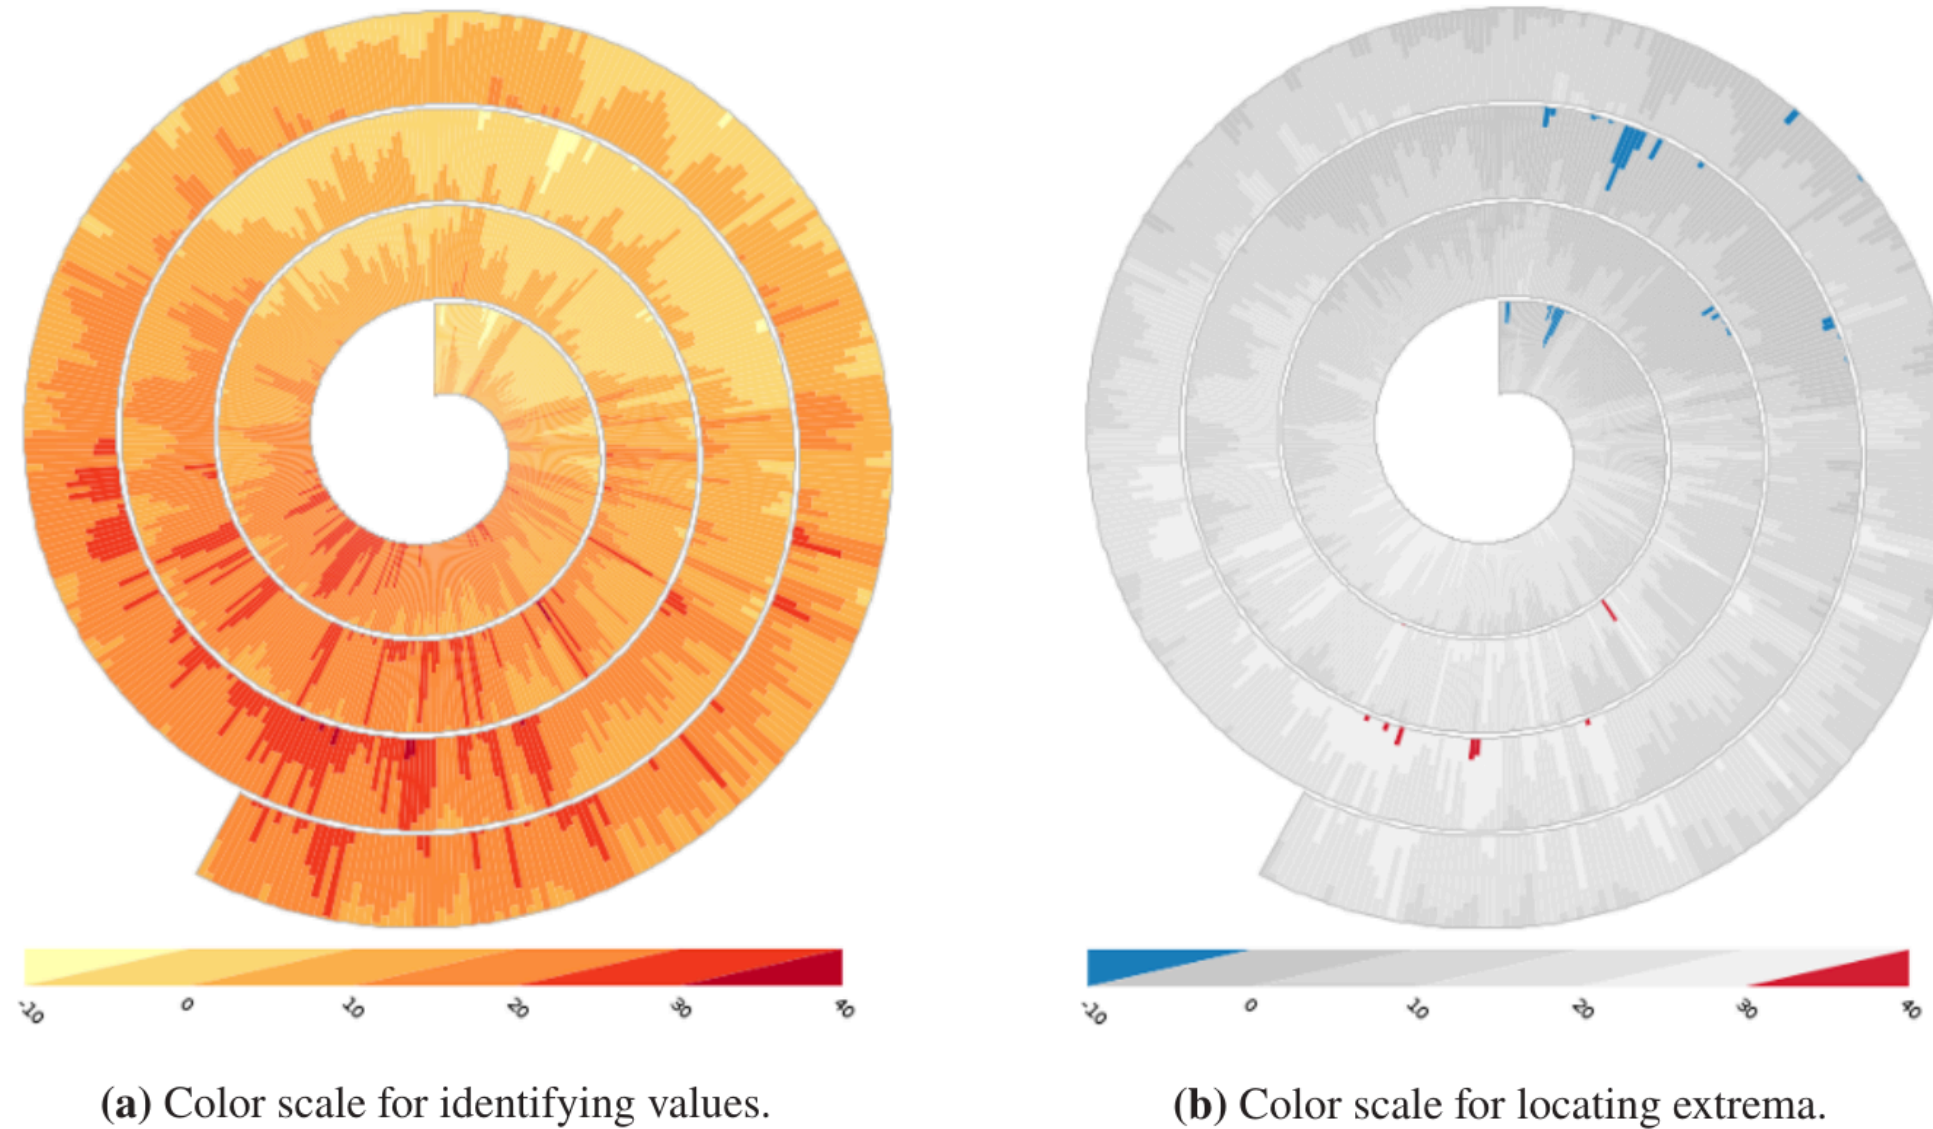 -10 0 10 20 30 40
-10 0 10 20 30 40
(a) Color scale for identifying values.
(b) Color scale for locating extrema.